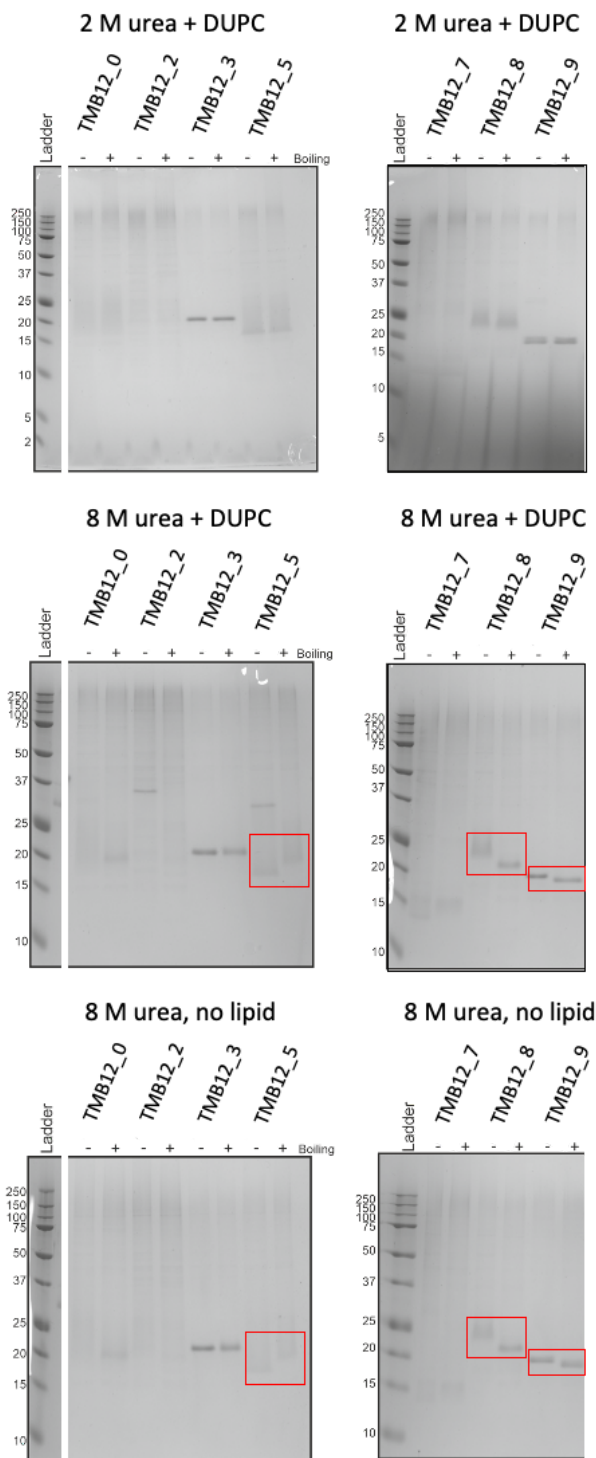 2 M urea + DUPC
Ladder
TMB12_0
TMB12_2
TMB12_3
TMB12_5
- + - + - + - + Boiling
250
150
100
75
50
37
25
20
15
10
5
2
2 M urea + DUPC
Ladder
TMB12_7
TMB12_8
TMB12_9
- + - + - +
250
150
100
75
50
37
25
20
15
10
5
8 M urea + DUPC
Ladder
TMB12_0
TMB12_2
TMB12_3
TMB12_5
- + - + - + - + Boiling
250
150
100
75
50
37
25
20
15
10
8 M urea + DUPC
Ladder
TMB12_7
TMB12_8
TMB12_9
- + - + - +
250
150
100
75
50
37
25
20
15
10
8 M urea, no lipid
Ladder
TMB12_0
TMB12_2
TMB12_3
TMB12_5
- + - + - + - + Boiling
250
150
100
75
50
37
25
20
15
10
8 M urea, no lipid
Ladder
TMB12_7
TMB12_8
TMB12_9
- + - + - +
250
150
100
75
50
37
25
20
15
10